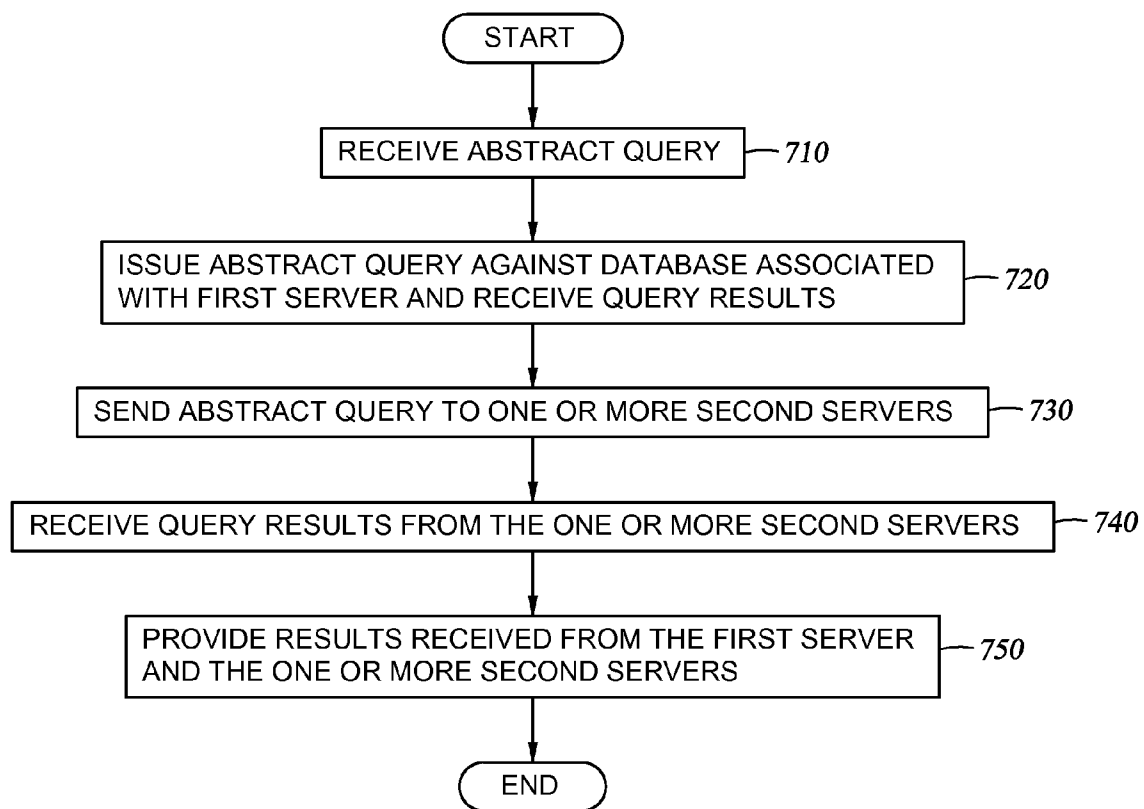 START
RECEIVE ABSTRACT QUERY
710
ISSUE ABSTRACT QUERY AGAINST DATABASE ASSOCIATED
WITH FIRST SERVER AND RECEIVE QUERY RESULTS
720
SEND ABSTRACT QUERY TO ONE OR MORE SECOND SERVERS
730
RECEIVE QUERY RESULTS FROM THE ONE OR MORE SECOND SERVERS
740
PROVIDE RESULTS RECEIVED FROM THE FIRST SERVER
AND THE ONE OR MORE SECOND SERVERS
750
END